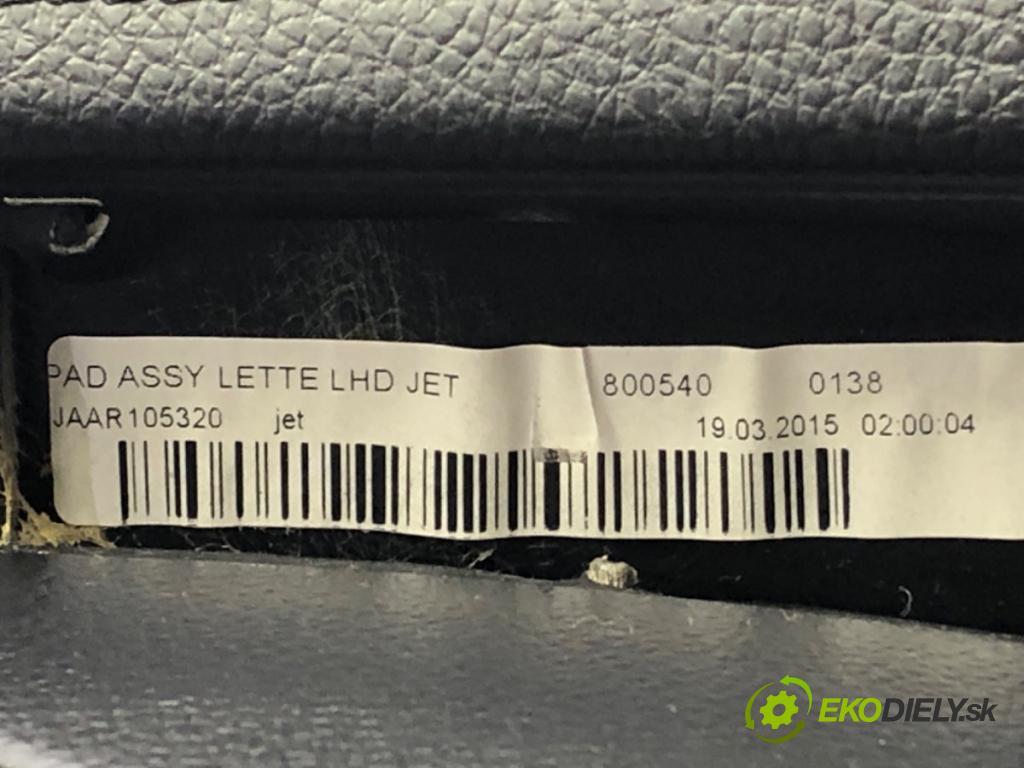 PAD ASSY LETTE LHD JET 800540 0138
JAAR105320 jet 19.03.2015 02:00:04
EKODIELY.sk